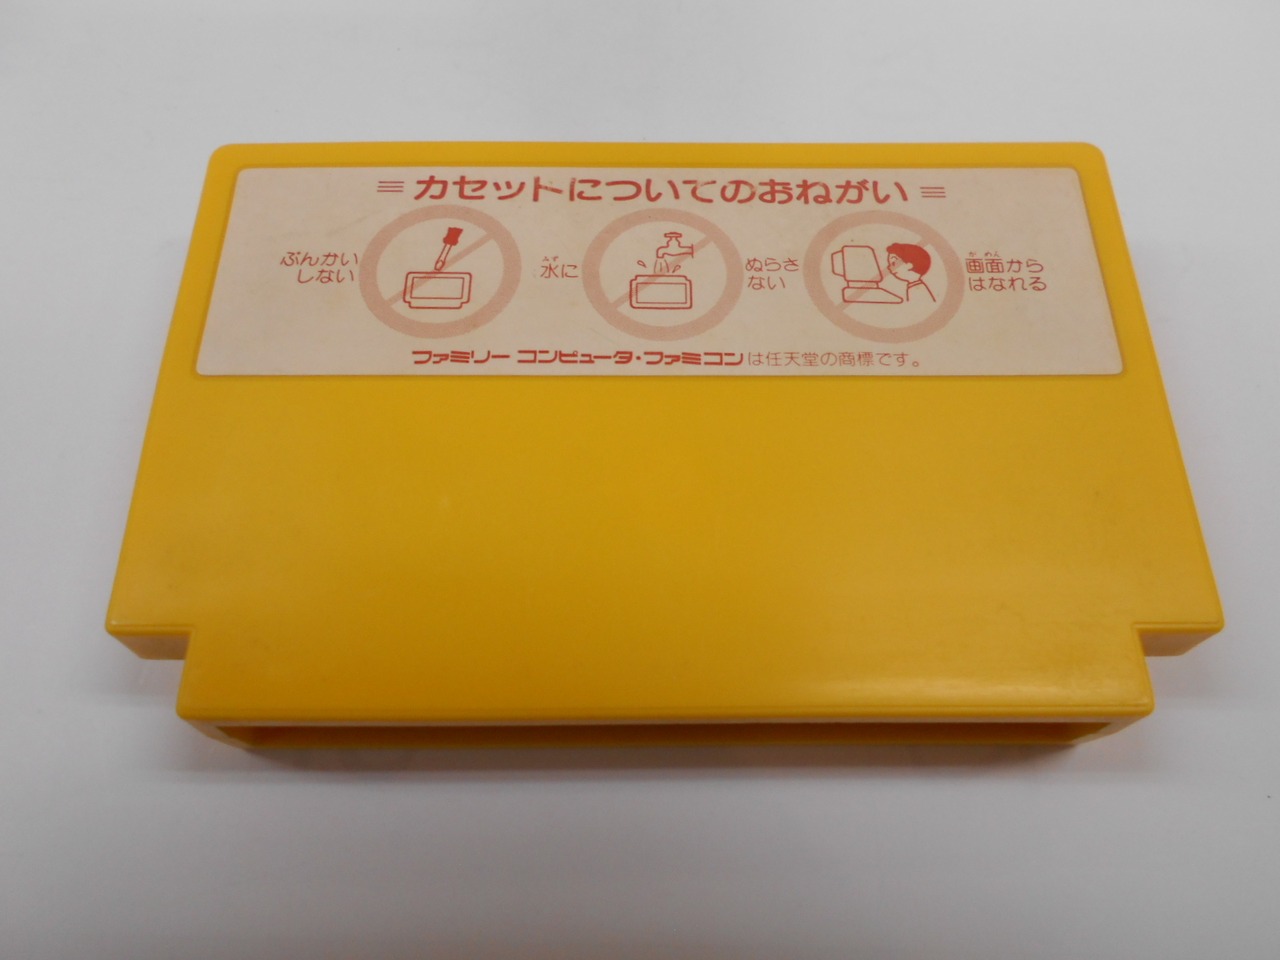 カセットについてのおねがい
ぶんかい
しない
みず
水に
ぬらさ
ない
がめん
画面から
はなれる
ファミリー コンピュータ・ファミコンは任天堂の商標です。